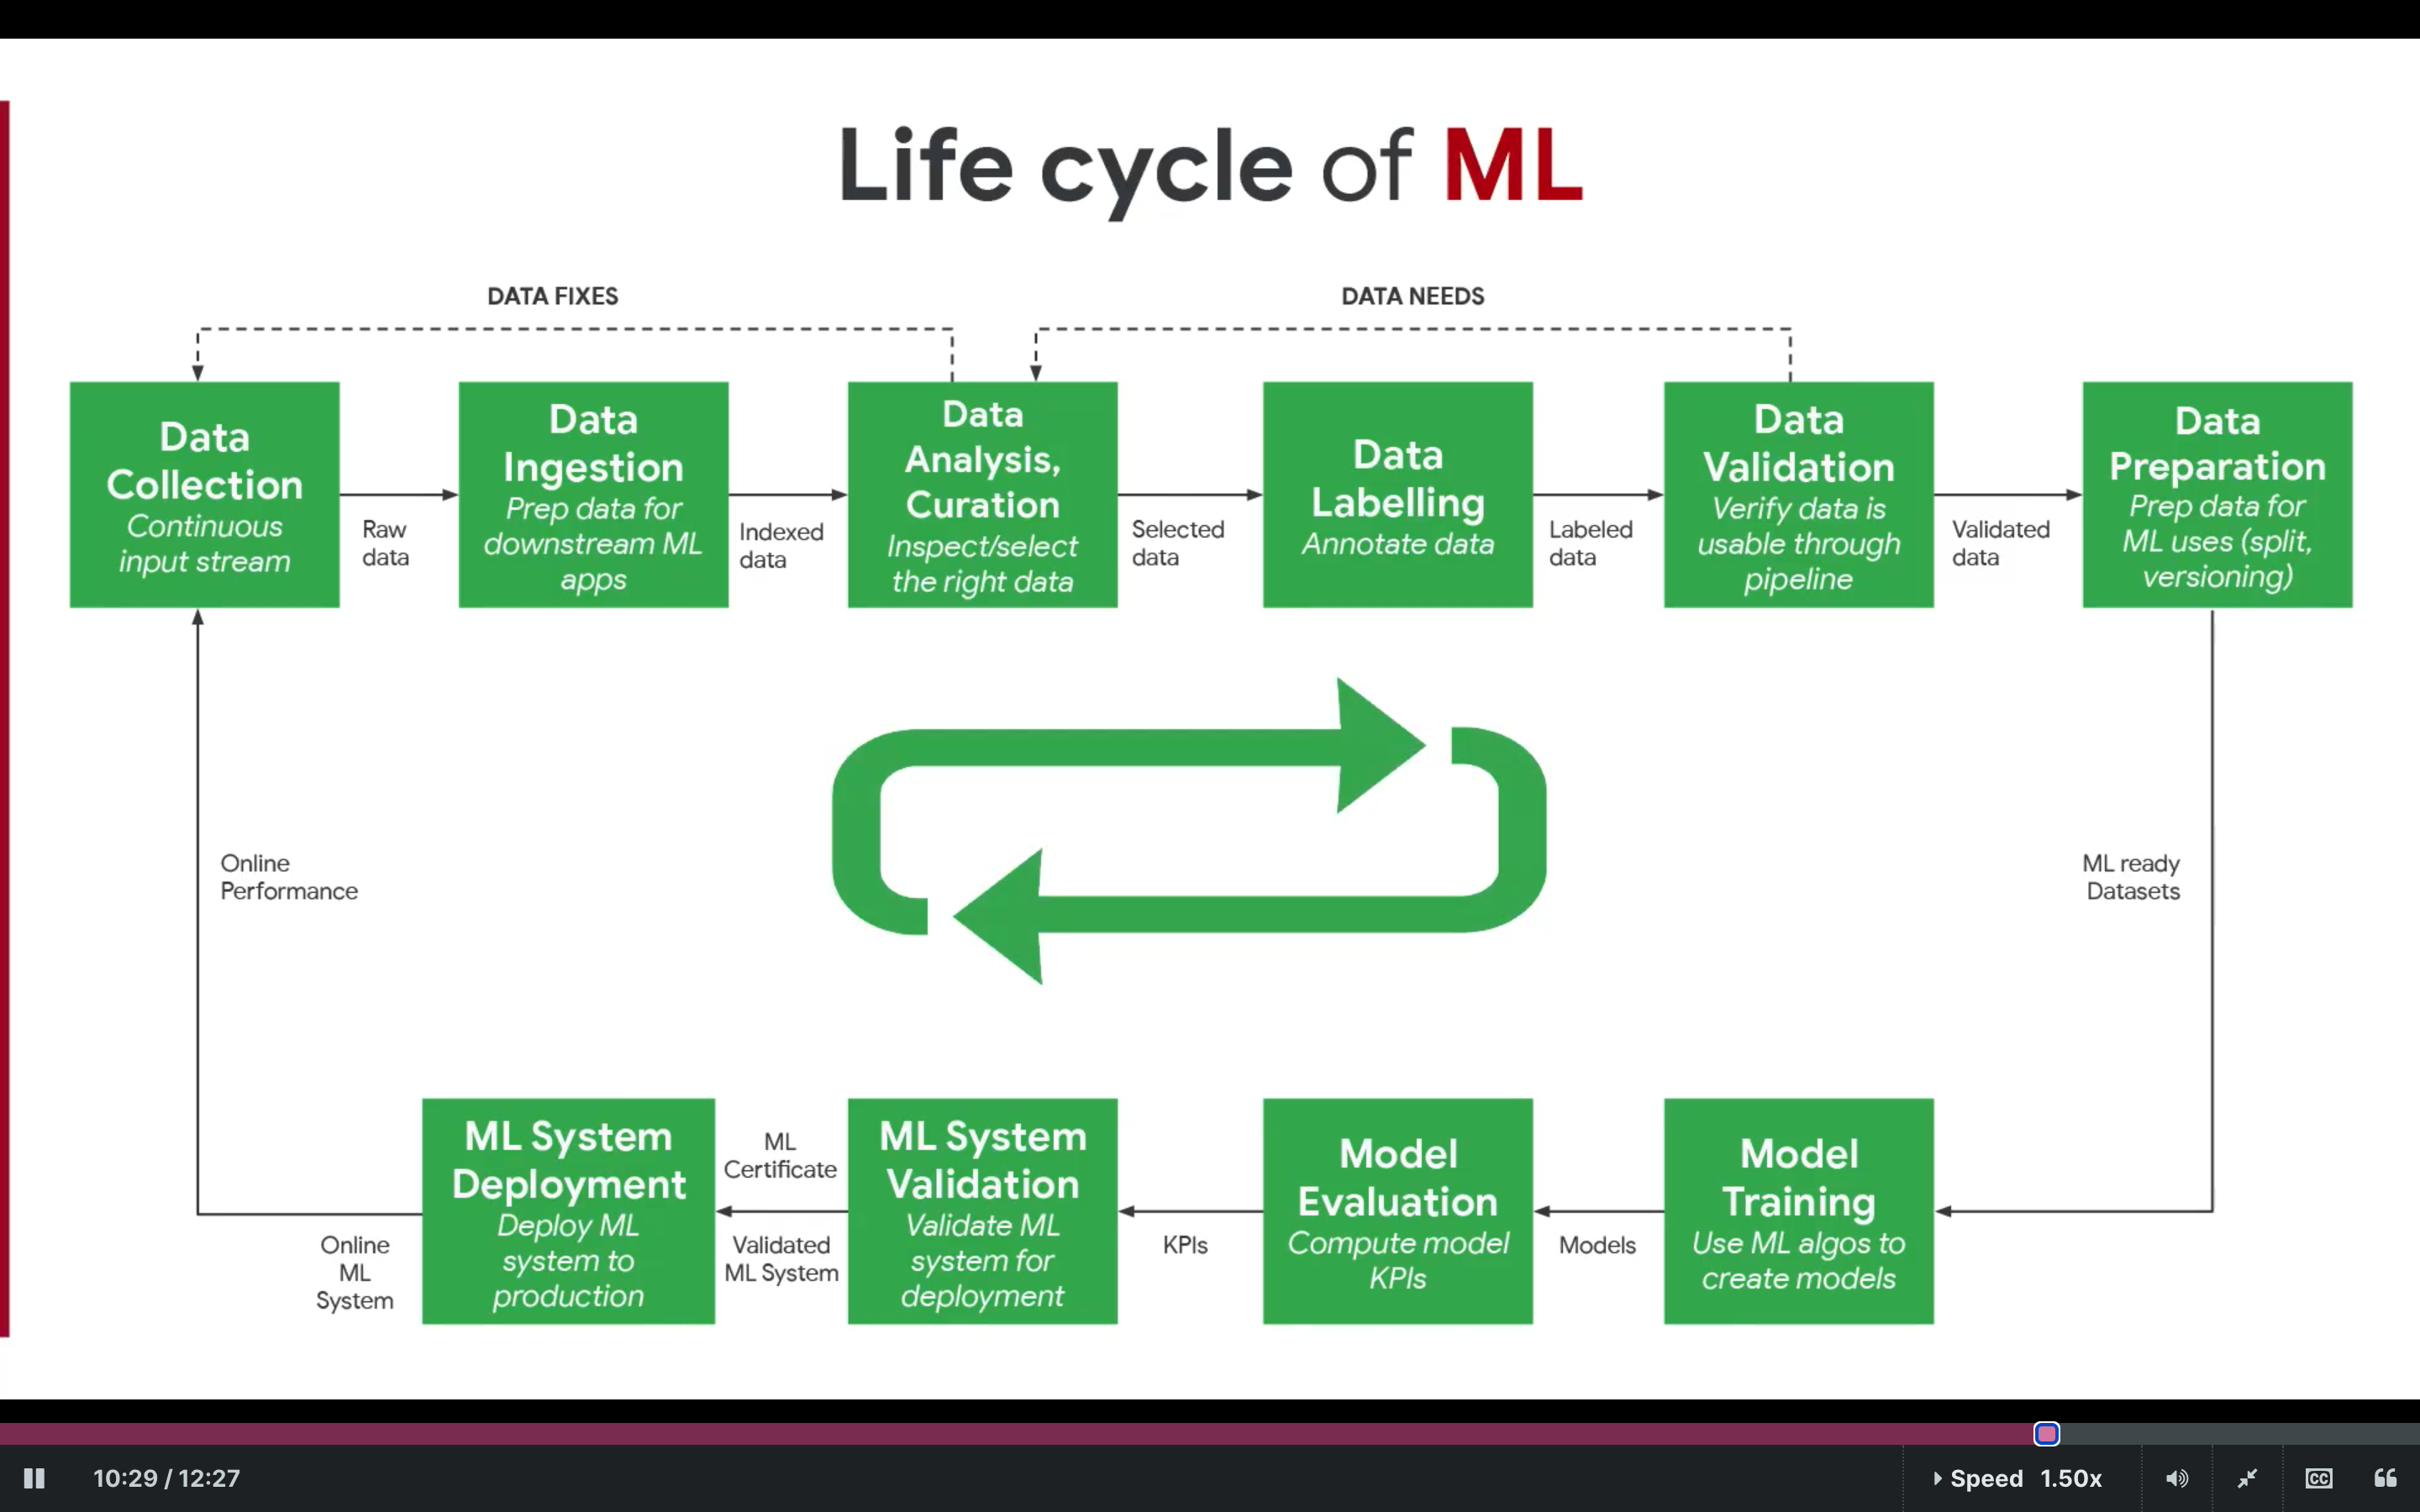 Life cycle of ML
DATA FIXES
DATA NEEDS
Data
Collection
Continuous
input stream
Raw
data
Data
Ingestion
Prep data for
downstream ML
apps
Indexed
data
Data
Analysis,
Curation
Inspect/select
the right data
Selected
data
Data
Labelling
Annotate data
Labeled
data
Data
Validation
Verify data is
usable through
pipeline
Validated
data
Data
Preparation
Prep data for
ML uses (split,
versioning)
Online
Performance
ML ready
Datasets
Online
ML
System
ML System
Deployment
Deploy ML
system to
production
ML
Certificate
Validated
ML System
ML System
Validation
Validate ML
system for
deployment
KPIs
Model
Evaluation
Compute model
KPIs
Models
Model
Training
Use ML algos to
create models
10:29 / 12:27
Speed 1.50x
CC